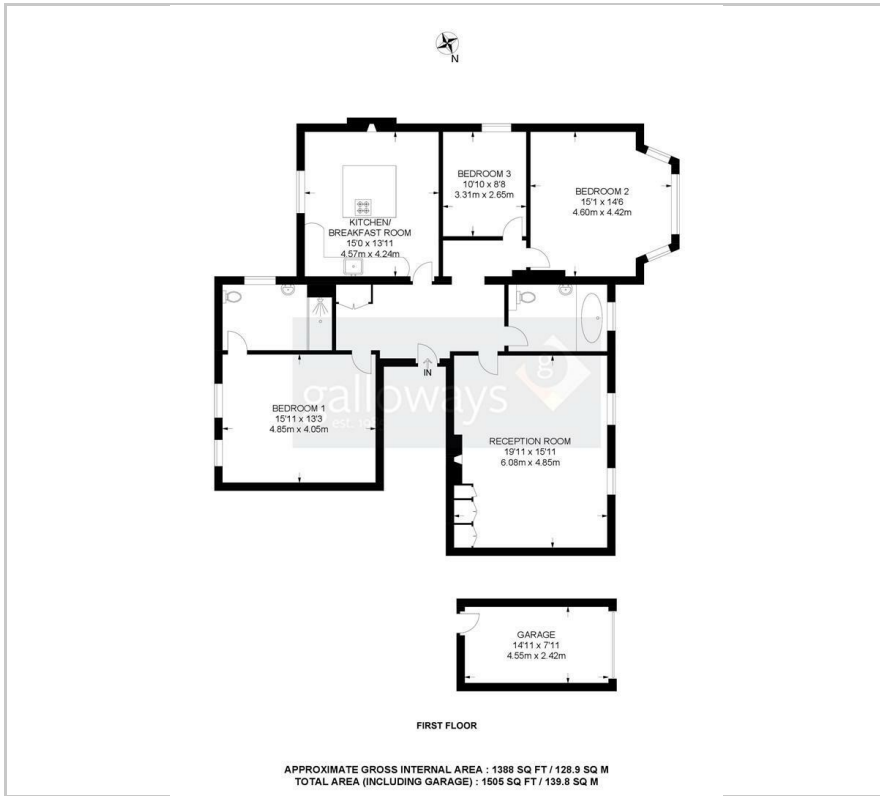 N
BEDROOM 3
10'10 x 8'8
3.31m x 2.65m
BEDROOM 2
15'1 x 14'6
4.60m x 4.42m
KITCHEN/
BREAKFAST ROOM
15'0 x 13'11
4.57m x 4.24m
IN
g
galloways
BEDROOM 1
15'11 x 13'3
4.85m x 4.05m
RECEPTION ROOM
19'11 x 15'11
6.08m x 4.85m
GARAGE
14'11 x 7'11
4.55m x 2.42m
FIRST FLOOR
APPROXIMATE GROSS INTERNAL AREA : 1388 SQ FT / 128.9 SQ M
TOTAL AREA (INCLUDING GARAGE) : 1505 SQ FT / 139.8 SQ M